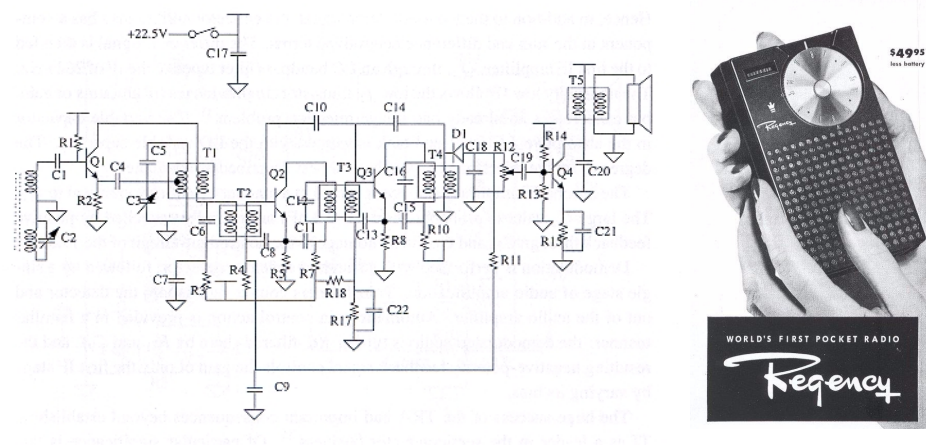 +22.5V
C17
R1
Q1
C1
C4
R2
C2
C5
T1
C3
C6
T2
C7
R3
R4
C8
Q2
R5
C11
R7
C10
C12
T3
C13
R18
R17
C22
C9
C14
Q3
C16
C15
R8
R10
T4
D1
C18
R12
C19
R11
R13
R14
Q4
R15
T5
C20
C21
$49⁹⁵
less battery
Regency
WORLD'S FIRST POCKET RADIO
Regency